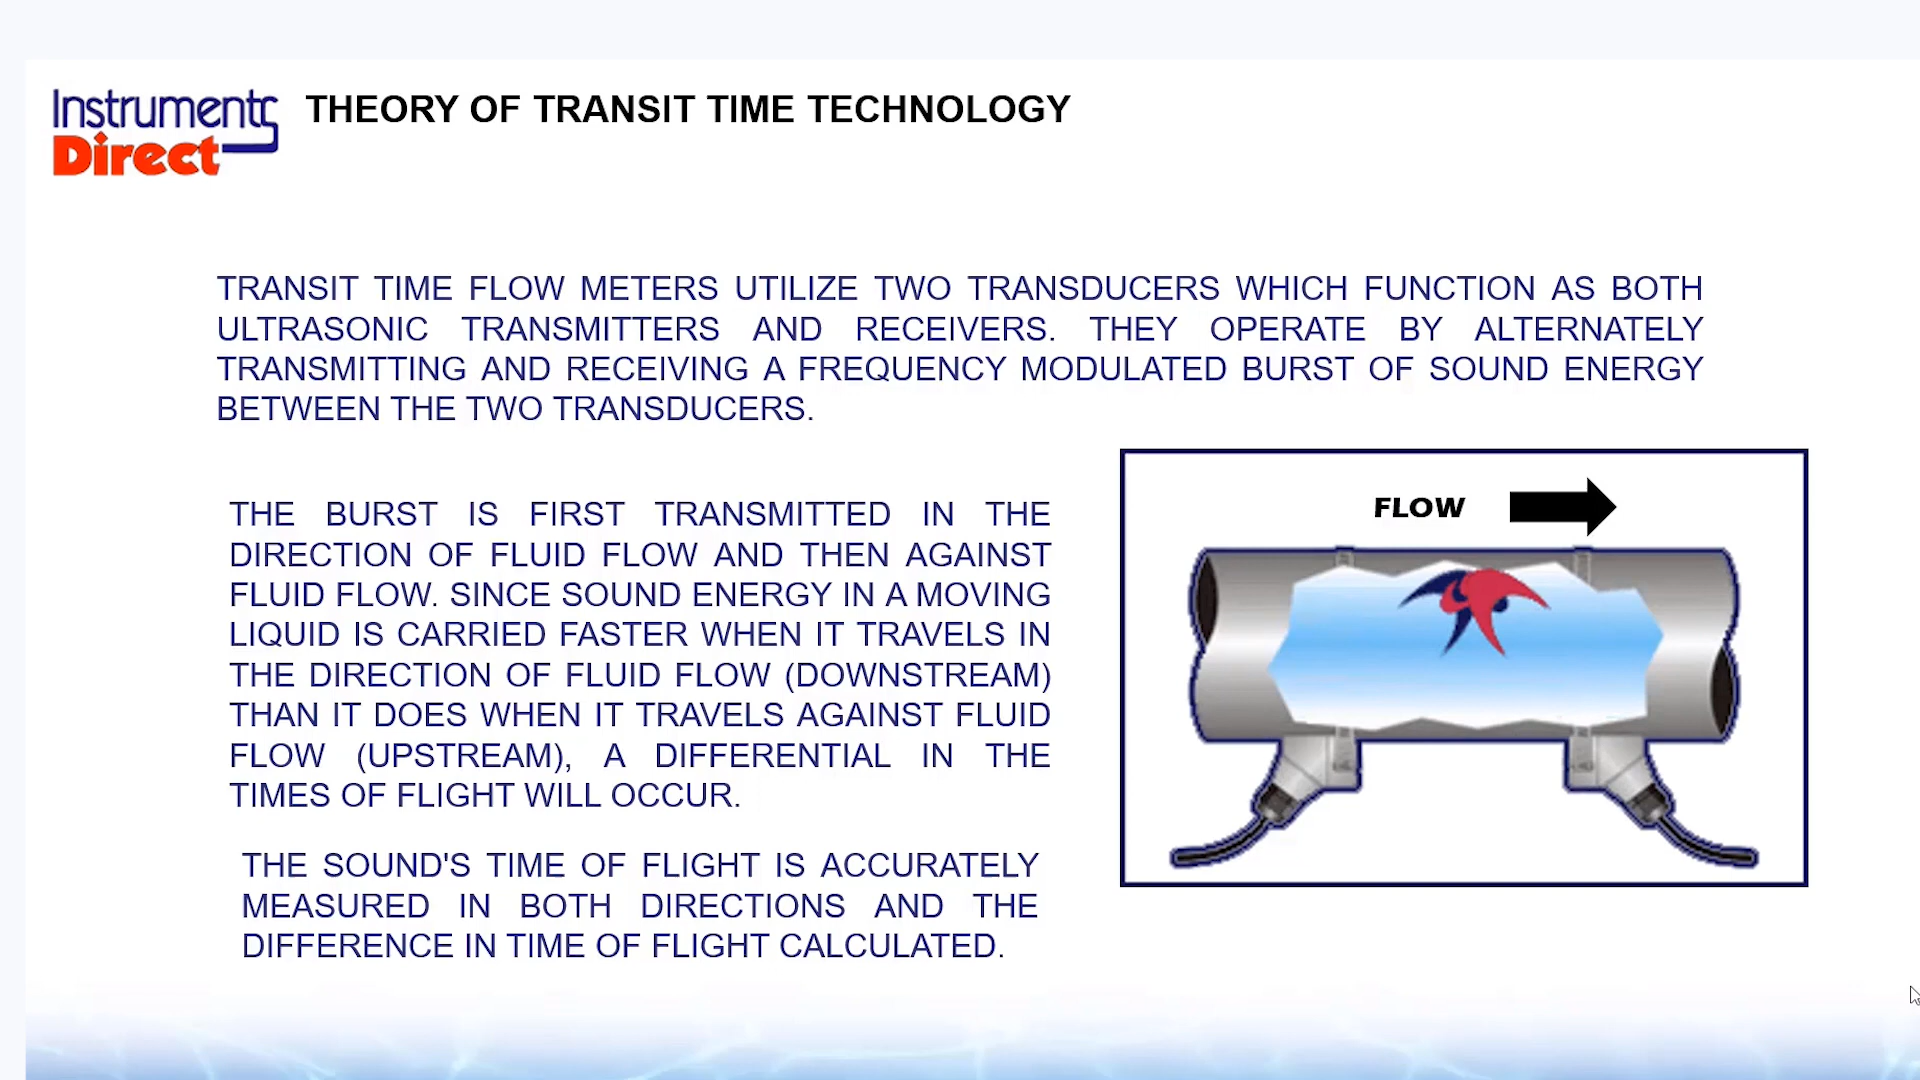 Instruments
Direct
THEORY OF TRANSIT TIME TECHNOLOGY
TRANSIT TIME FLOW METERS UTILIZE TWO TRANSDUCERS WHICH FUNCTION AS BOTH
ULTRASONIC TRANSMITTERS AND RECEIVERS. THEY OPERATE BY ALTERNATELY
TRANSMITTING AND RECEIVING A FREQUENCY MODULATED BURST OF SOUND ENERGY
BETWEEN THE TWO TRANSDUCERS.
THE BURST IS FIRST TRANSMITTED IN THE
DIRECTION OF FLUID FLOW AND THEN AGAINST
FLUID FLOW. SINCE SOUND ENERGY IN A MOVING
LIQUID IS CARRIED FASTER WHEN IT TRAVELS IN
THE DIRECTION OF FLUID FLOW (DOWNSTREAM)
THAN IT DOES WHEN IT TRAVELS AGAINST FLUID
FLOW (UPSTREAM), A DIFFERENTIAL IN THE
TIMES OF FLIGHT WILL OCCUR.
THE SOUND'S TIME OF FLIGHT IS ACCURATELY
MEASURED IN BOTH DIRECTIONS AND THE
DIFFERENCE IN TIME OF FLIGHT CALCULATED.
FLOW